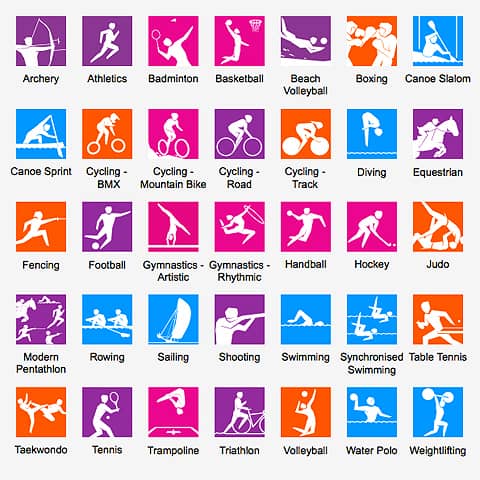 Archery
Athletics
Badminton
Basketball
Beach
Volleyball
Boxing
Canoe Slalom
Canoe Sprint
Cycling -
BMX
Cycling -
Mountain Bike
Cycling -
Road
Cycling -
Track
Diving
Equestrian
Fencing
Football
Gymnastics -
Artistic
Gymnastics -
Rhythmic
Handball
Hockey
Judo
Modern
Pentathlon
Rowing
Sailing
Shooting
Swimming
Synchronised
Swimming
Table Tennis
Taekwondo
Tennis
Trampoline
Triathlon
Volleyball
Water Polo
Weightlifting